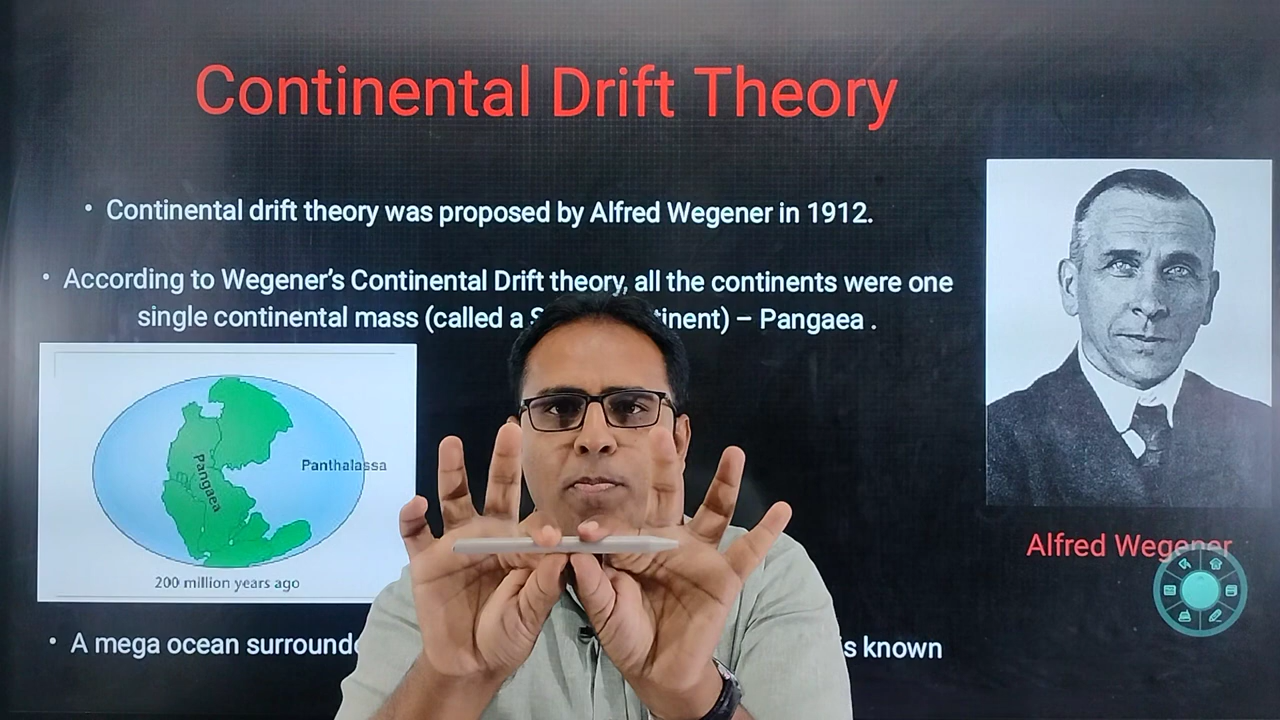 Continental Drift Theory
• Continental drift theory was proposed by Alfred Wegener in 1912.
• According to Wegener's Continental Drift theory, all the continents were one
single continental mass (called a S tinent) – Pangaea .
Pangaea
Panthalassa
200 million years ago
Alfred Wegener
• A mega ocean surround
s known